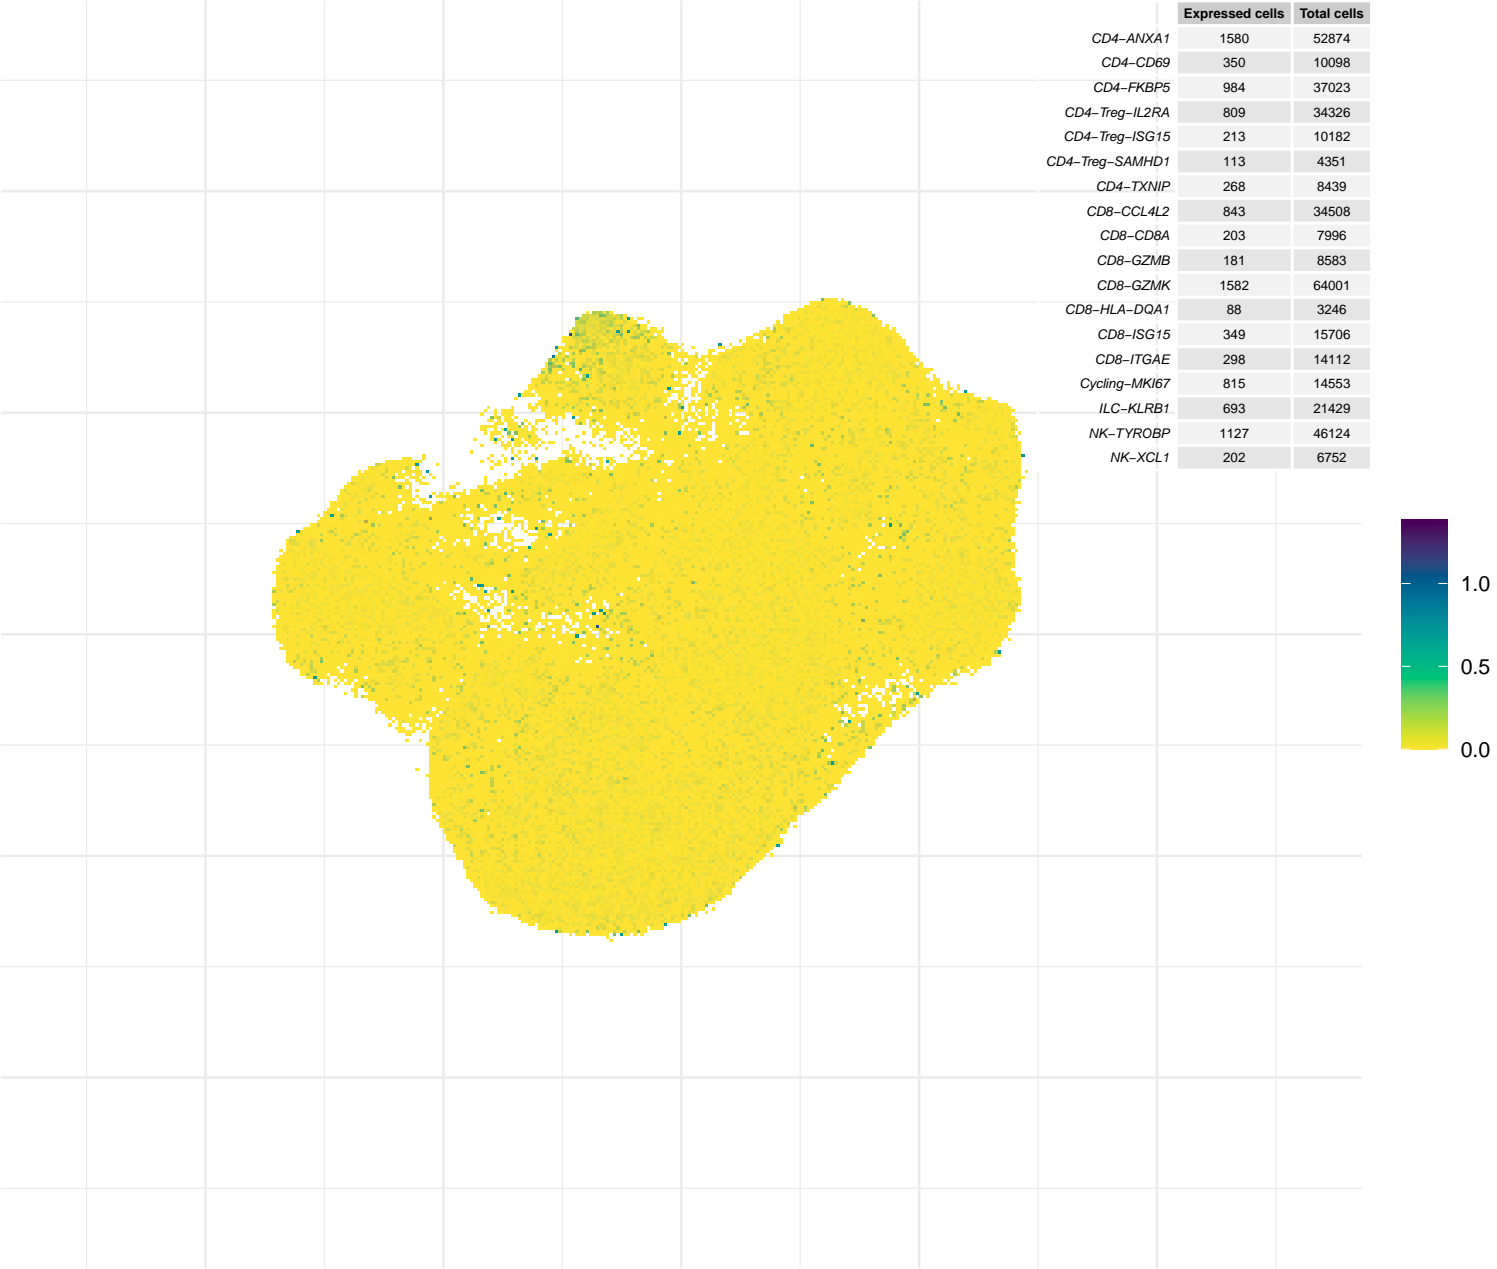 Expressed cells Total cells
CD4−ANXA1 1580 52874
CD4−CD69 350 10098
CD4−FKBP5 984 37023
CD4−Treg−IL2RA 809 34326
CD4−Treg−ISG15 213 10182
CD4−Treg−SAMHD1 113 4351
CD4−TXNIP 268 8439
CD8−CCL4L2 843 34508
CD8−CD8A 203 7996
CD8−GZMB 181 8583
CD8−GZMK 1582 64001
CD8−HLA−DQA1 88 3246
CD8−ISG15 349 15706
CD8−ITGAE 298 14112
Cycling−MKI67 815 14553
ILC−KLRB1 693 21429
NK−TYROBP 1127 46124
NK−XCL1 202 6752
1.0
0.5
0.0